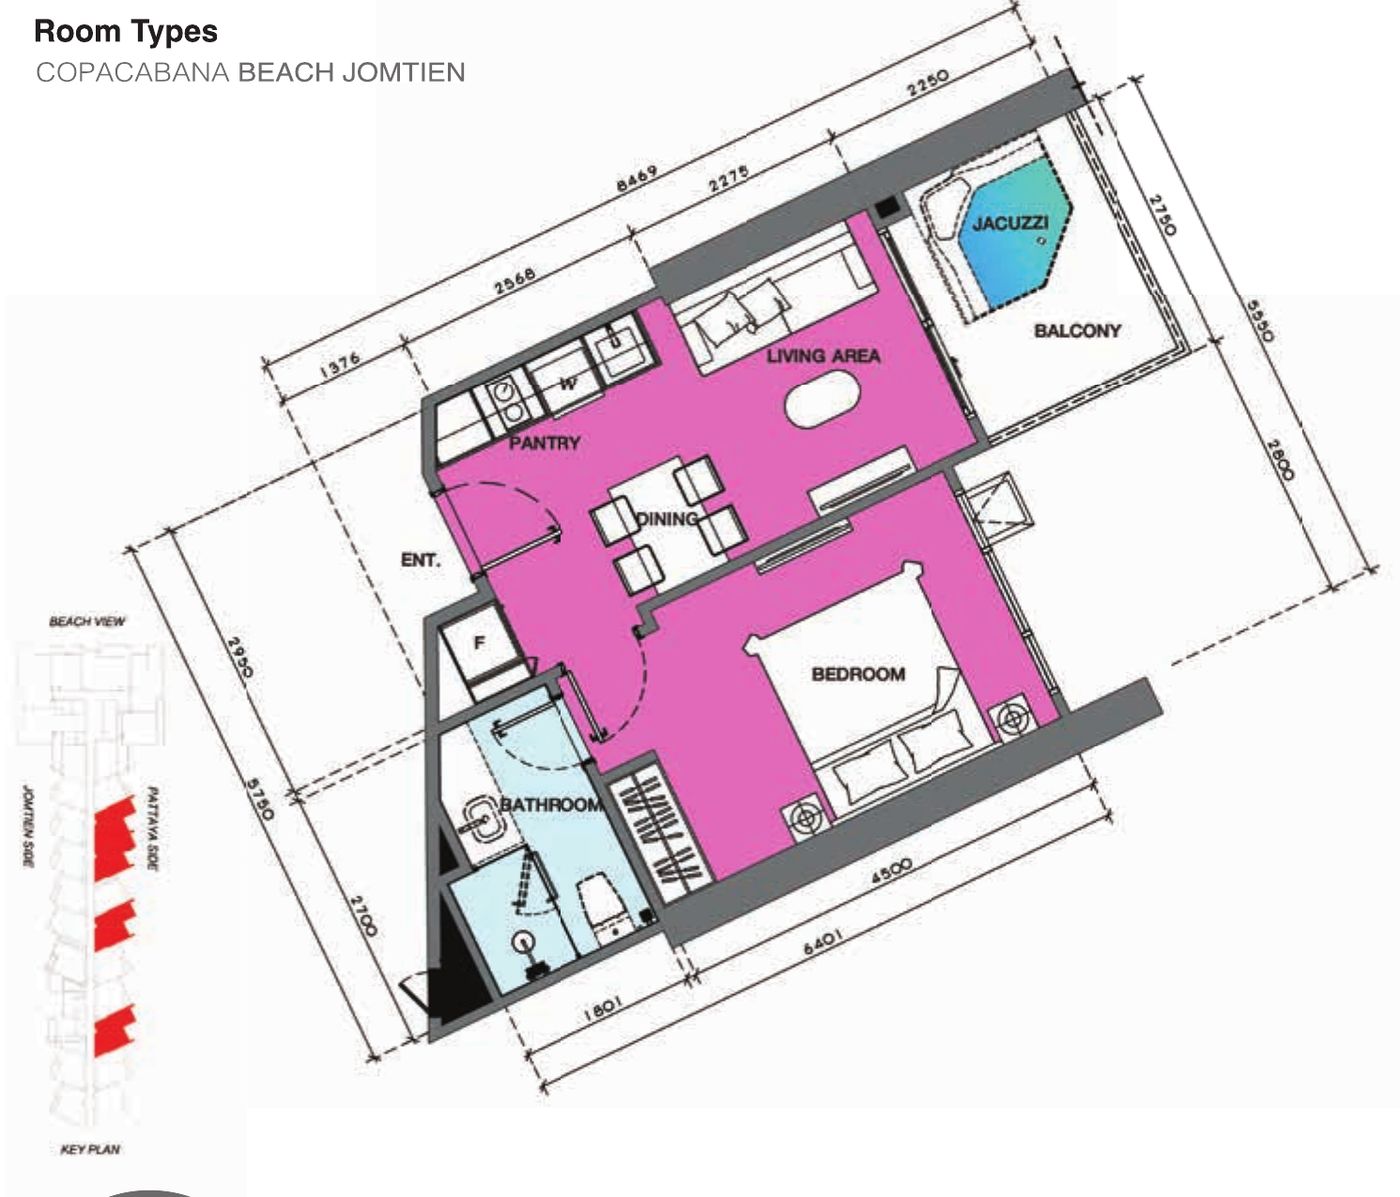 Room Types
COPACABANA BEACH JOMTIEN
2250
8469
2275
2568
1376
2750
5550
2800
JACUZZI
BALCONY
LIVING AREA
W
PANTRY
DINING
ENT.
F
BEDROOM
BATHROOM
2950
5750
2700
4500
6401
1801
BEACH VIEW
JOMTIEN SIDE
PATTAYA SIDE
KEY PLAN